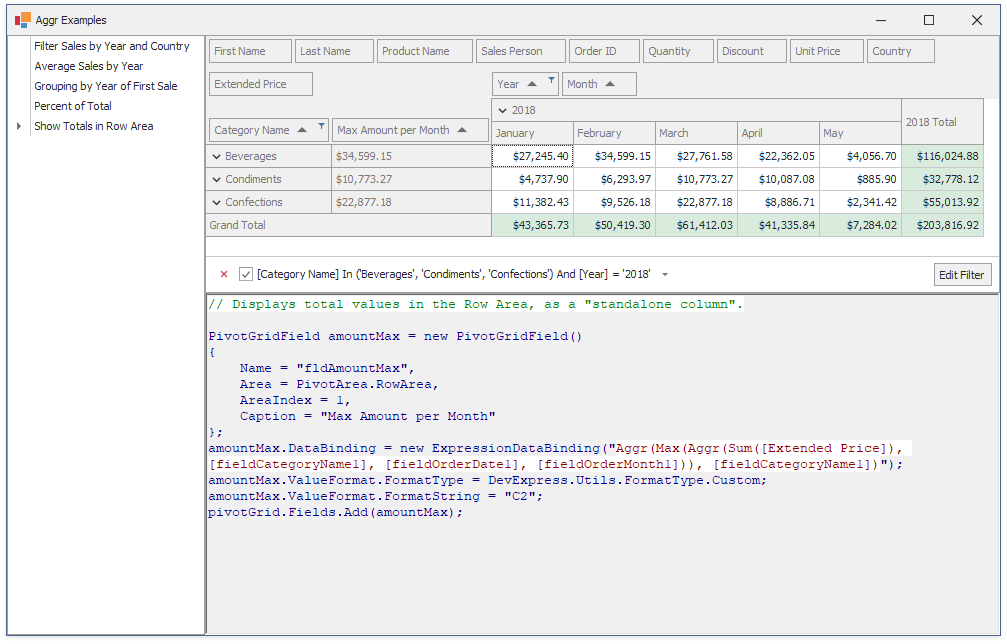 Aggr Examples
Filter Sales by Year and Country
Average Sales by Year
Grouping by Year of First Sale
Percent of Total
Show Totals in Row Area
First Name Last Name Product Name Sales Person Order ID Quantity Discount Unit Price Country
Extended Price Year Month
2018 2018 Total
Category Name Max Amount per Month January February March April May
Beverages $34,599.15 $27,245.40 $34,599.15 $27,761.58 $22,362.05 $4,056.70 $116,024.88
Condiments $10,773.27 $4,737.90 $6,293.97 $10,773.27 $10,087.08 $885.90 $32,778.12
Confections $22,877.18 $11,382.43 $9,526.18 $22,877.18 $8,886.71 $2,341.42 $55,013.92
Grand Total $43,365.73 $50,419.30 $61,412.03 $41,335.84 $7,284.02 $203,816.92
[Category Name] In ('Beverages', 'Condiments', 'Confections') And [Year] = '2018' Edit Filter
// Displays total values in the Row Area, as a "standalone column".
PivotGridField amountMax = new PivotGridField()
{
Name = "fldAmountMax",
Area = PivotArea.RowArea,
AreaIndex = 1,
Caption = "Max Amount per Month"
};
amountMax.DataBinding = new ExpressionDataBinding("Aggr(Max(Aggr(Sum([Extended Price]),
[fieldCategoryName1], [fieldOrderDate1], [fieldOrderMonth1])), [fieldCategoryName1])");
amountMax.ValueFormat.FormatType = DevExpress.Utils.FormatType.Custom;
amountMax.ValueFormat.FormatString = "C2";
pivotGrid.Fields.Add(amountMax);